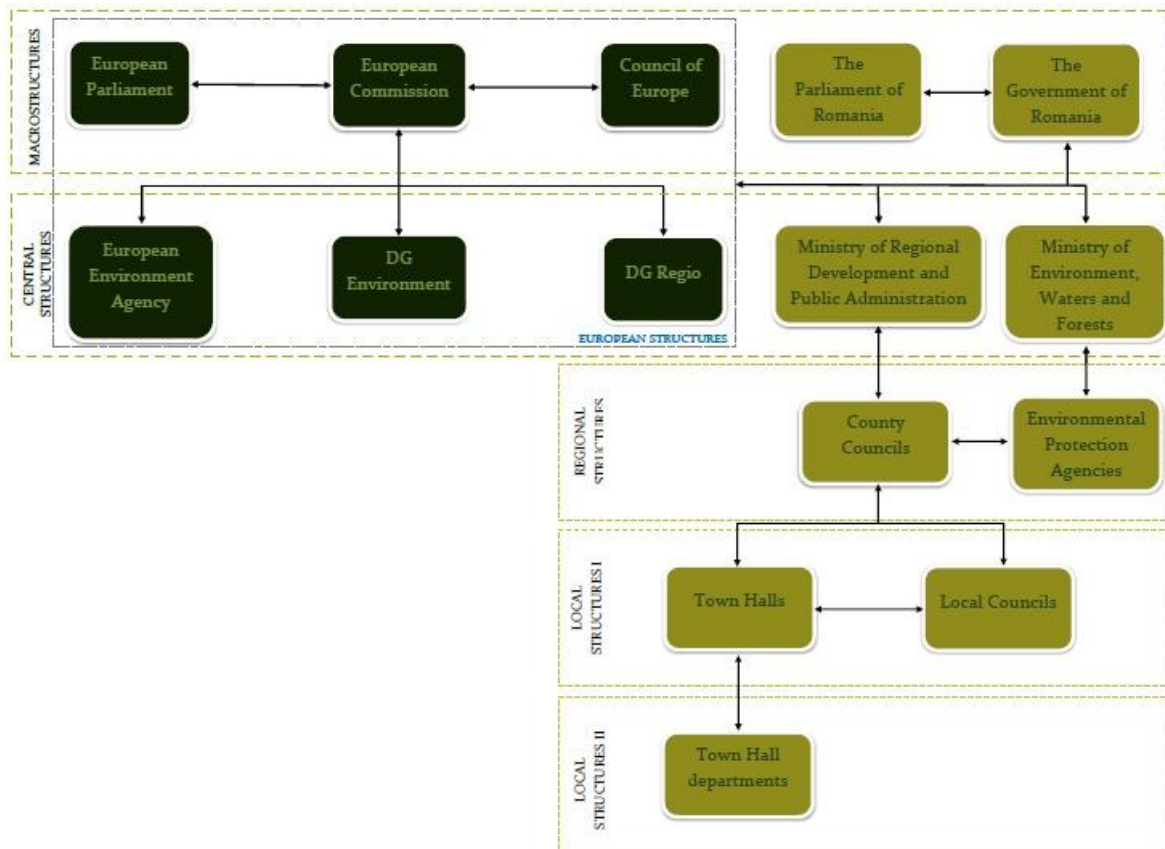 MACROSTRUCTURES
European
Parliament
European
Commission
Council of
Europe
The
Parliament of
Romania
The
Government of
Romania
CENTRAL
STRUCTURES
European
Environment
Agency
DG
Environment
DG Regio
EUROPEAN STRUCTURES
Ministry of Regional
Development and
Public Administration
Ministry of
Environment,
Waters and
Forests
REGIONAL
STRUCTURES
County
Councils
Environmental
Protection
Agencies
LOCAL
STRUCTURES I
Town Halls
Local Councils
LOCAL
STRUCTURES II
Town Hall
departments